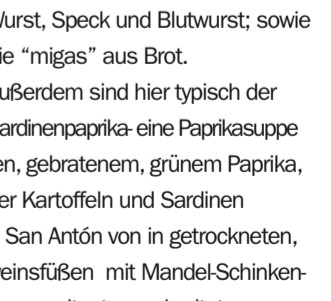 Wurst, Speck und Blutwurst; sowie
ie “migas” aus Brot.
ußerdem sind hier typisch der
ardinenpaprika- eine Paprikasuppe
en, gebratenem, grünem Paprika,
er Kartoffeln und Sardinen
San Antón von in getrockneten,
weinsfüßen mit Mandel-Schinken-